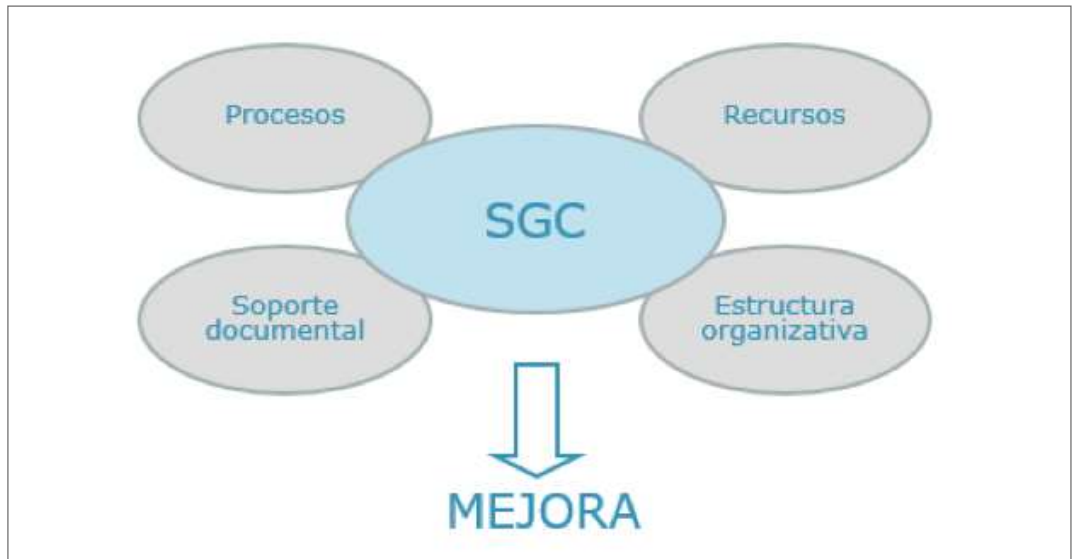 Procesos
Recursos
SGC
Soporte
documental
Estructura
organizativa
MEJORA